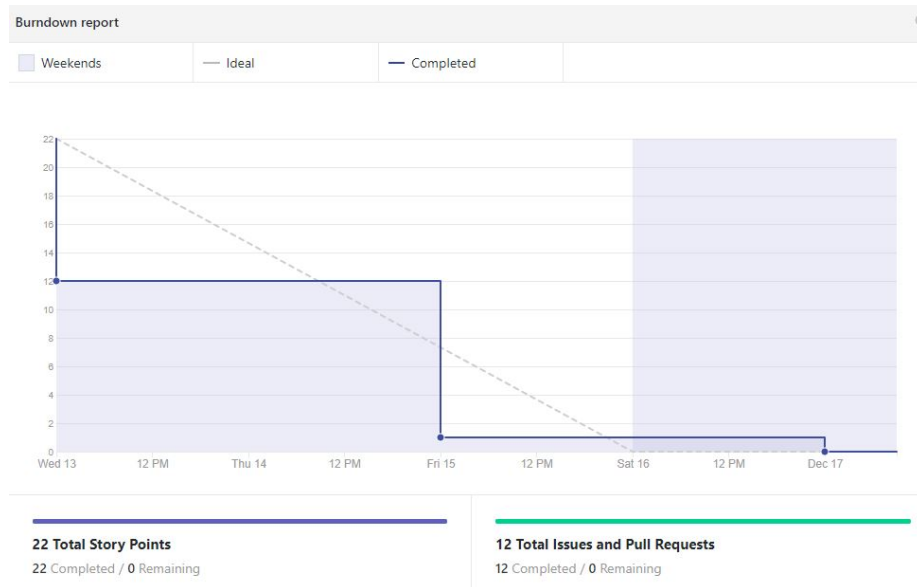 Burndown report
Weekends
Ideal
Completed
22
20
18
16
14
12
10
8
6
4
2
0
Wed 13 12 PM Thu 14 12 PM Fri 15 12 PM Sat 16 12 PM Dec 17
22 Total Story Points
22 Completed / 0 Remaining
12 Total Issues and Pull Requests
12 Completed / 0 Remaining